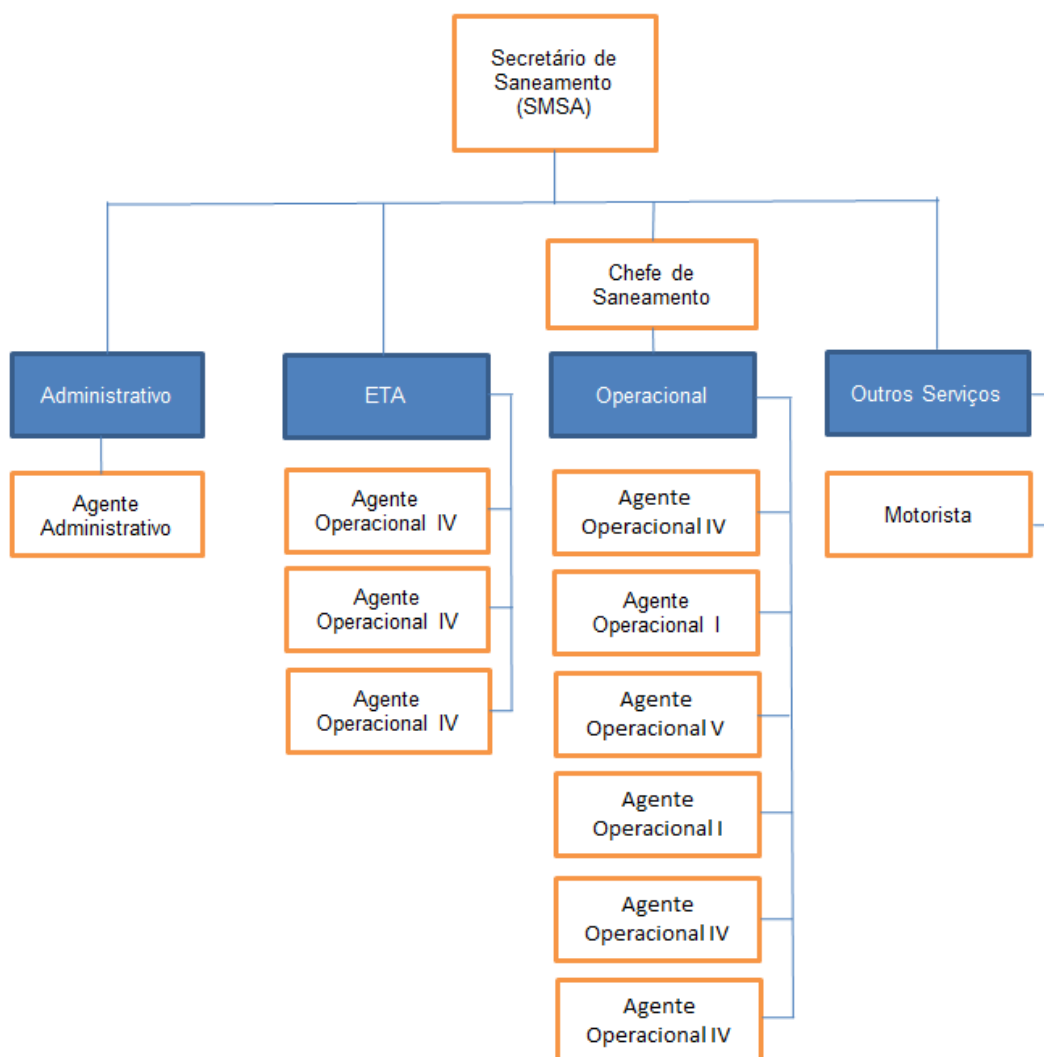 Secretário de
Saneamento
(SMSA)
Chefe de
Saneamento
Administrativo
ETA
Operacional
Outros Serviços
Agente
Administrativo
Agente
Operacional IV
Agente
Operacional IV
Agente
Operacional IV
Agente
Operacional IV
Agente
Operacional I
Agente
Operacional V
Agente
Operacional I
Agente
Operacional IV
Agente
Operacional IV
Motorista